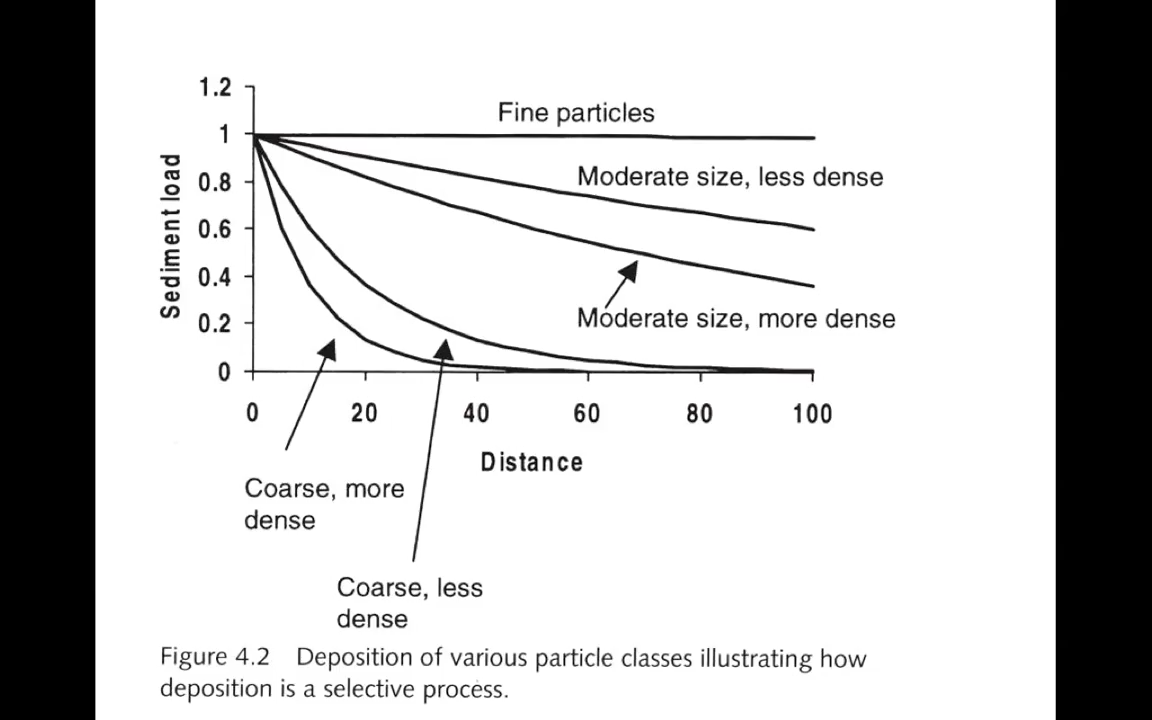 1.2
Fine particles
1
Moderate size, less dense
0.8
Sediment load
0.6
0.4
Moderate size, more dense
0.2
0
0 20 40 60 80 100
Distance
Coarse, more
dense
Coarse, less
dense
Figure 4.2 Deposition of various particle classes illustrating how
deposition is a selective process.